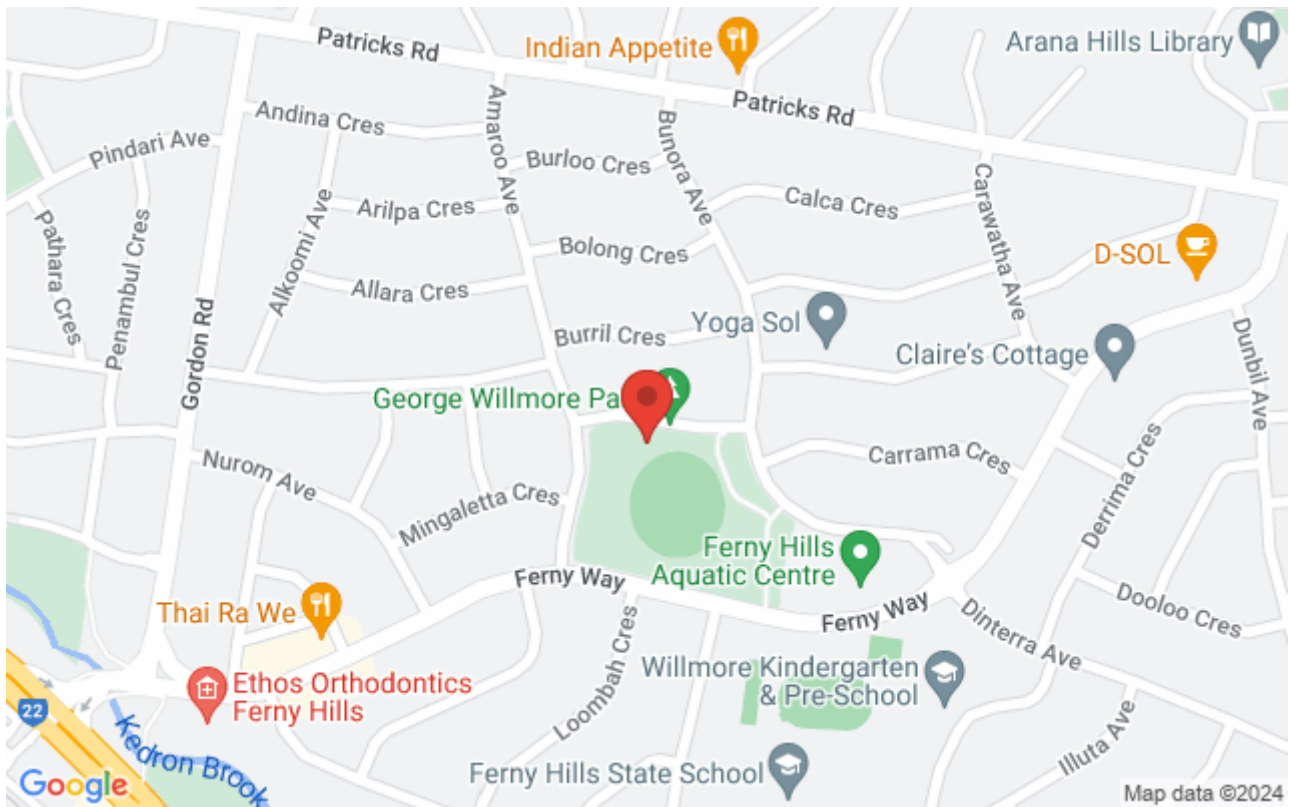 Patricks Rd
Indian Appetite
Arana Hills Library
Patricks Rd
Andina Cres
Amaroo Ave
Bunora Ave
Pindari Ave
Burloo Cres
Carawatha Ave
Calca Cres
Arilpa Cres
Alkoomi Ave
Pathara Cres
Penambul Cres
Bolong Cres
D-SOL
Allara Cres
Gordon Rd
Yoga Sol
Burril Cres
Claire's Cottage
Dunbil Ave
George Willmore Pa
Carrama Cres
Nurom Ave
Derrima Cres
Mingaletta Cres
Ferny Hills
Aquatic Centre
Ferny Way
Thai Ra We
Ferny Way
Dooloo Cres
Dinterra Ave
Loombah Cres
Willmore Kindergarten
& Pre-School
Ethos Orthodontics
Ferny Hills
22
Kedron Brook
Illuta Ave
Ferny Hills State School
Google
Map data ©2024